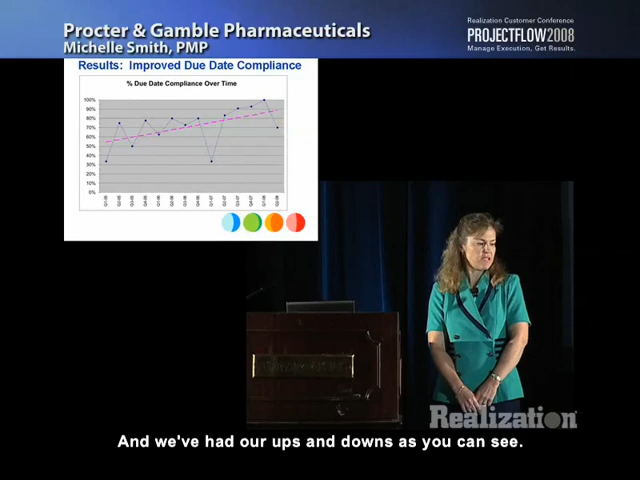 Procter & Gamble Pharmaceuticals
Michelle Smith, PMP
Realization Customer Conference
PROJECTFLOW2008
Manage Execution, Get Results.
Results: Improved Due Date Compliance
% Due Date Compliance Over Time
100%
90%
80%
70%
60%
50%
40%
30%
20%
10%
0%
Realization
And we've had our ups and downs as you can see.